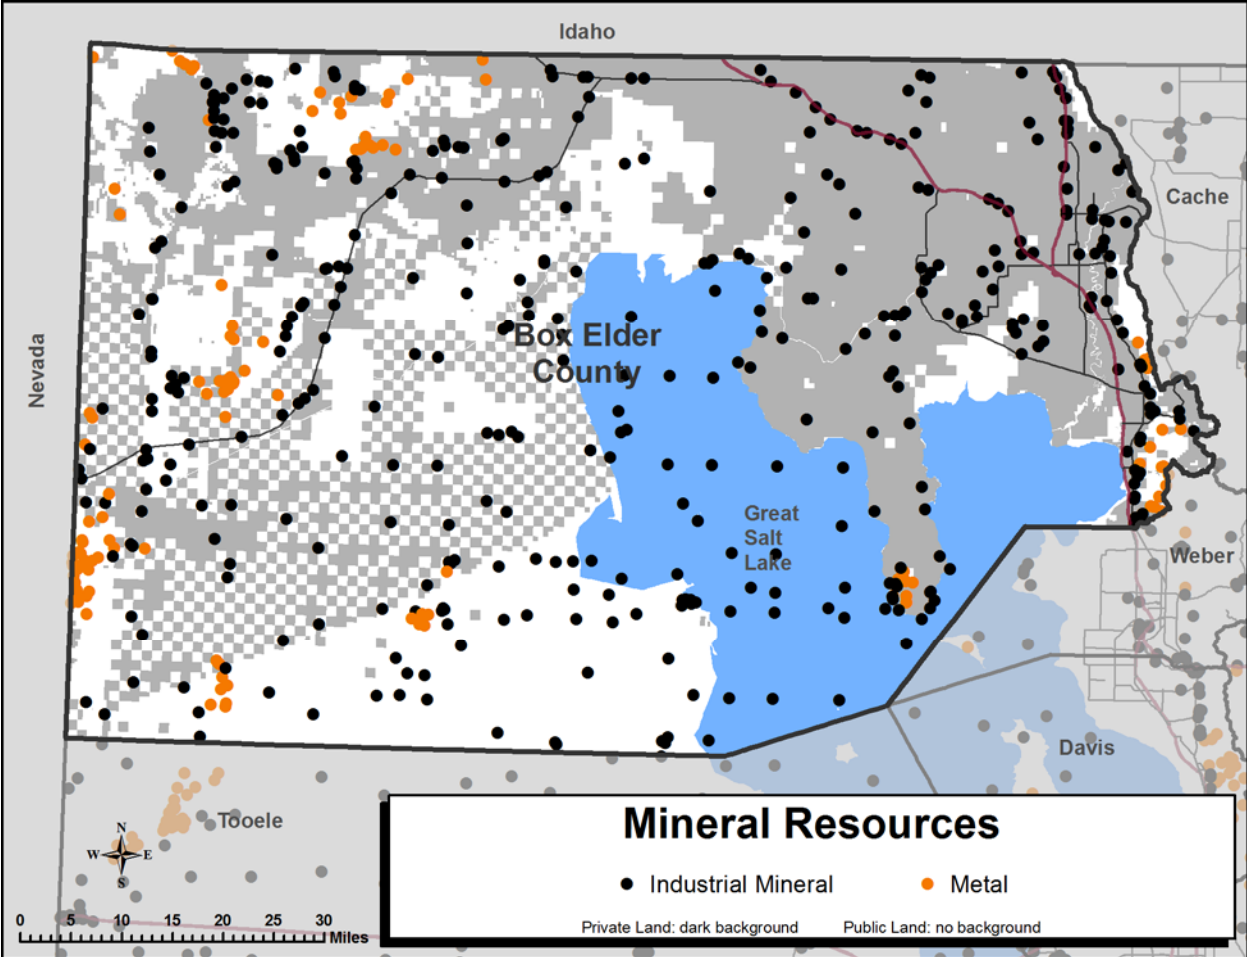 Idaho
Cache
Nevada
Box Elder
County
Great
Salt
Lake
Weber
Davis
Tooele
N
W E
S
0 5 10 15 20 25 30
Miles
Mineral Resources
Industrial Mineral
Metal
Private Land: dark background
Public Land: no background